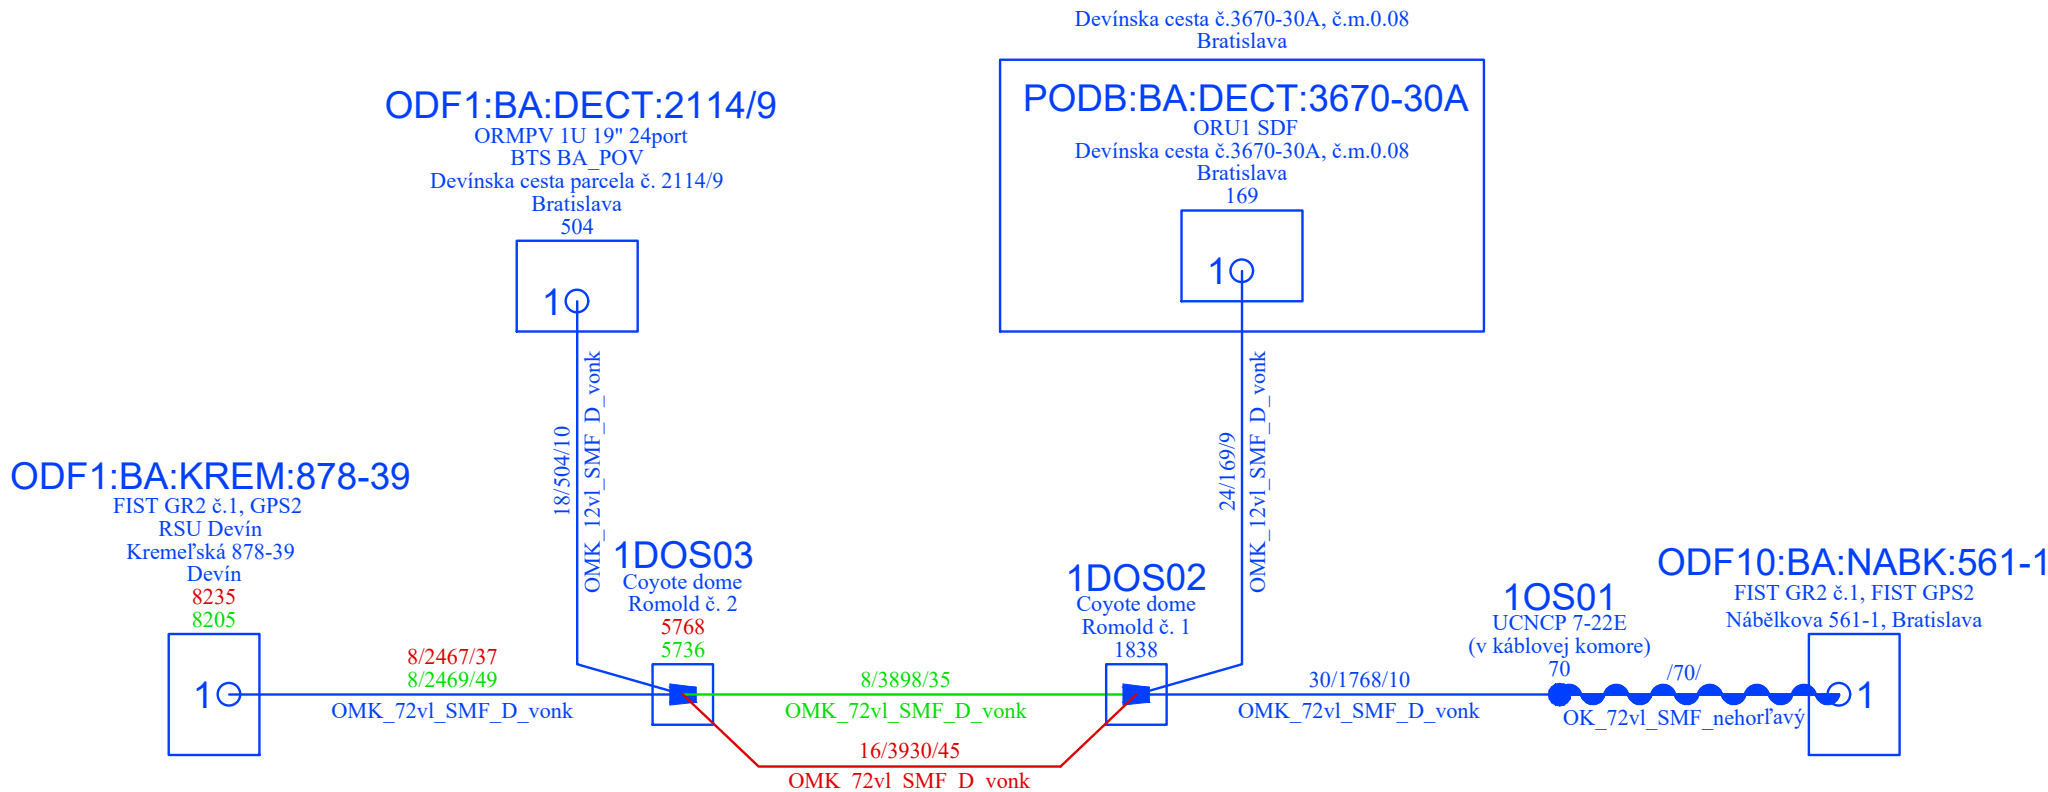 Devínska cesta č.3670-30A, č.m.0.08
Bratislava
PODB:BA:DECT:3670-30A
ORU1 SDF
Devínska cesta č.3670-30A, č.m.0.08
Bratislava
169
1
ODF1:BA:DECT:2114/9
ORMPV 1U 19" 24port
BTS BA_POV
Devínska cesta parcela č. 2114/9
Bratislava
504
1
18/504/10
OMK_12vl_SMF_D_vonk
24/169/9
OMK_12vl_SMF_D_vonk
ODF1:BA:KREM:878-39
FIST GR2 č.1, GPS2
RSU Devín
Kremeľská 878-39
Devín
8235
8205
1
8/2467/37
8/2469/49
OMK_72vl_SMF_D_vonk
1DOS03
Coyote dome
Romold č. 2
5768
5736
8/3898/35
OMK_72vl_SMF_D_vonk
16/3930/45
OMK_72vl_SMF_D_vonk
1DOS02
Coyote dome
Romold č. 1
1838
30/1768/10
OMK_72vl_SMF_D_vonk
1OS01
UCNCP 7-22E
(v káblovej komore)
70
/70/
OK_72vl_SMF_nehorľavý
ODF10:BA:NABK:561-1
FIST GR2 č.1, FIST GPS2
Nábělkova 561-1, Bratislava
1